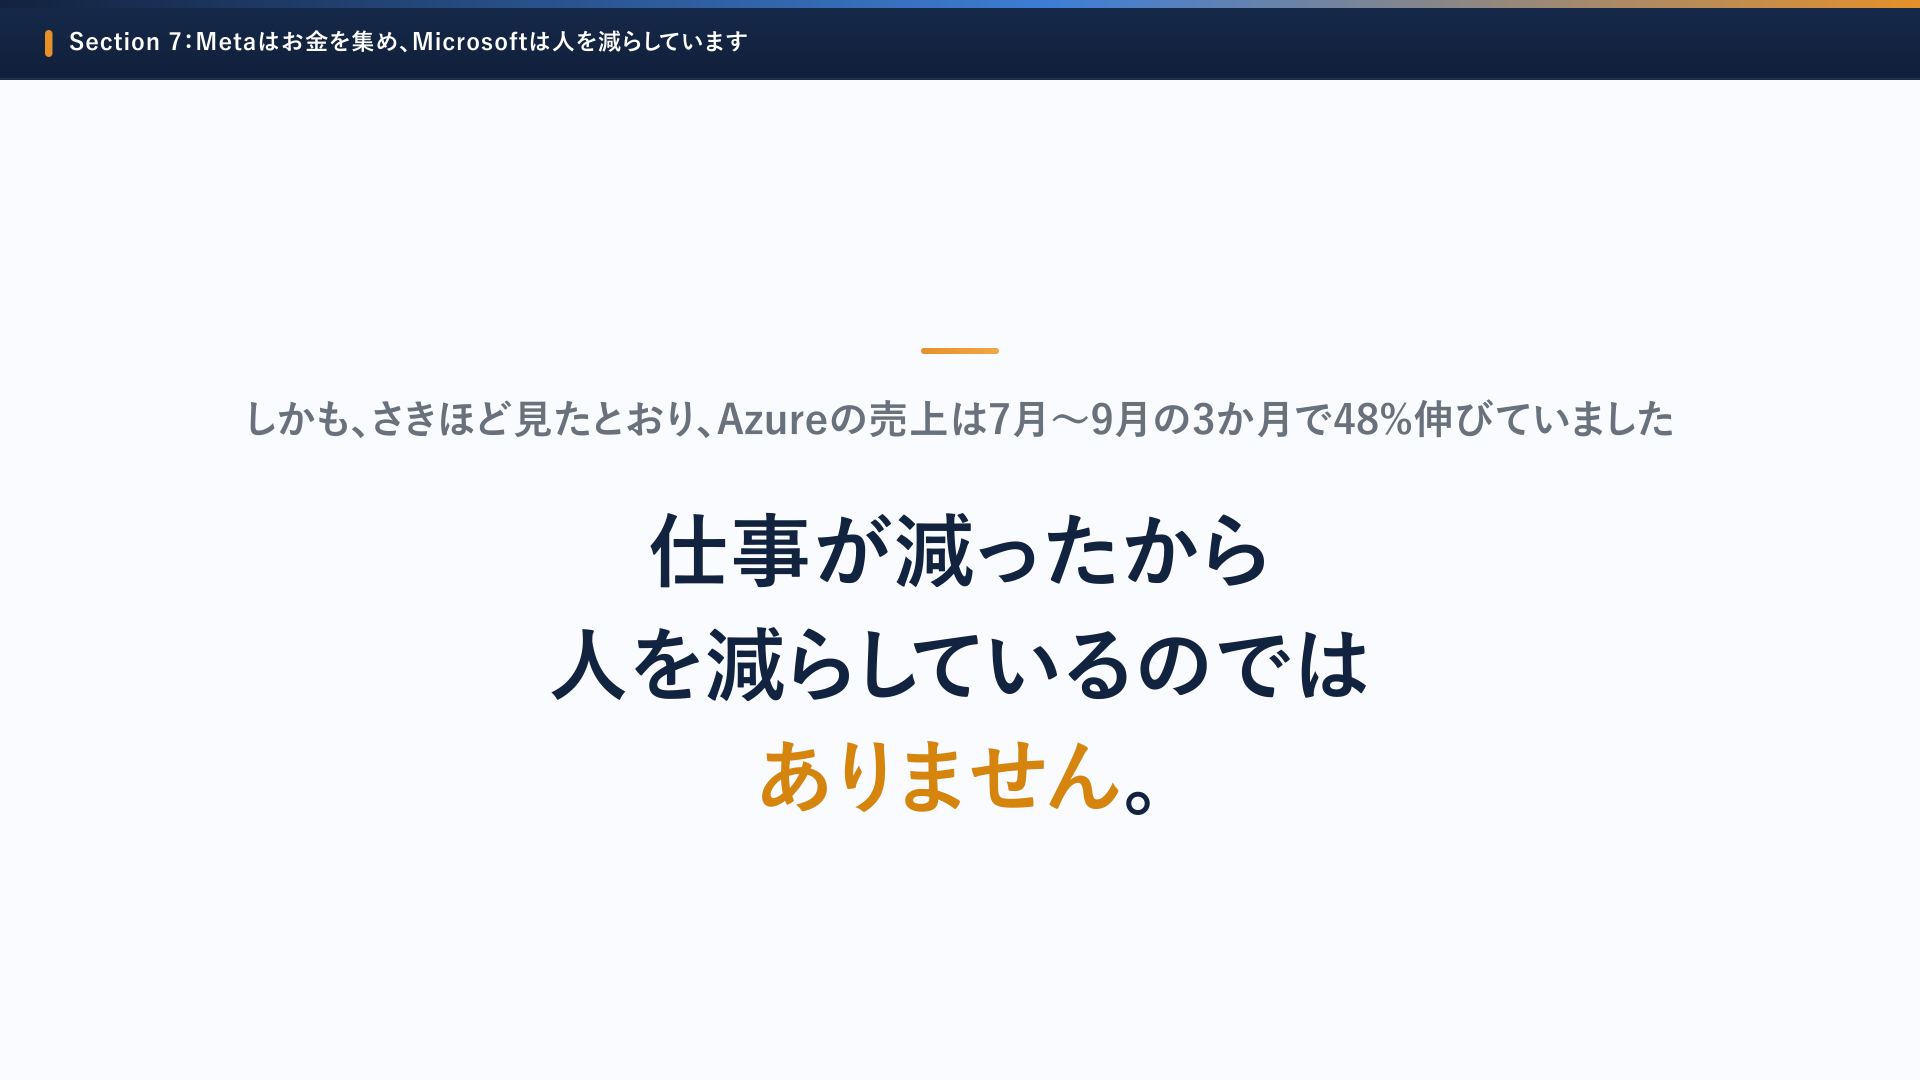 Section 7：Metaはお金を集め、Microsoftは人を減らしています
しかも、さきほど見たとおり、Azureの売上は7月〜9月の3か月で48%伸びていました
仕事が減ったから
人を減らしているのでは
ありません。